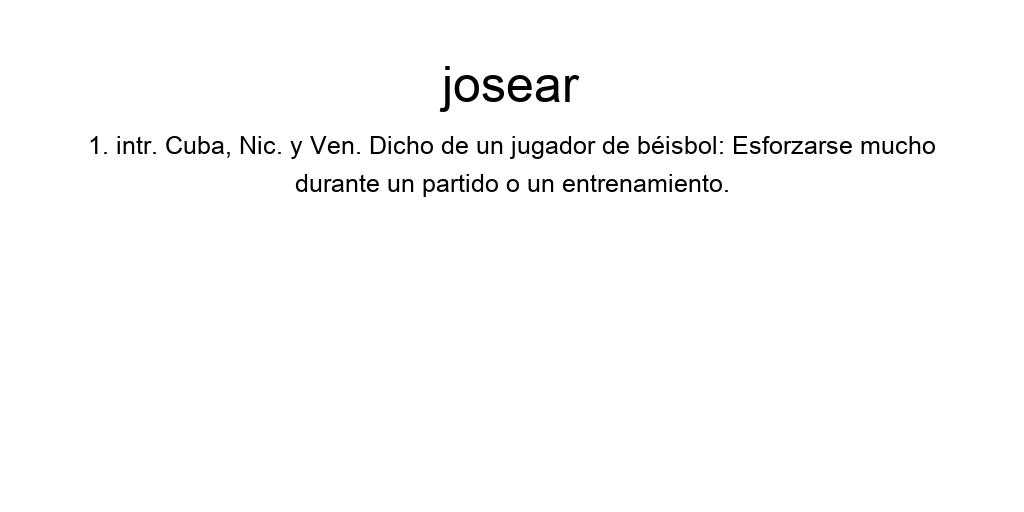 josear
1. intr. Cuba, Nic. y Ven. Dicho de un jugador de béisbol: Esforzarse mucho
durante un partido o un entrenamiento.